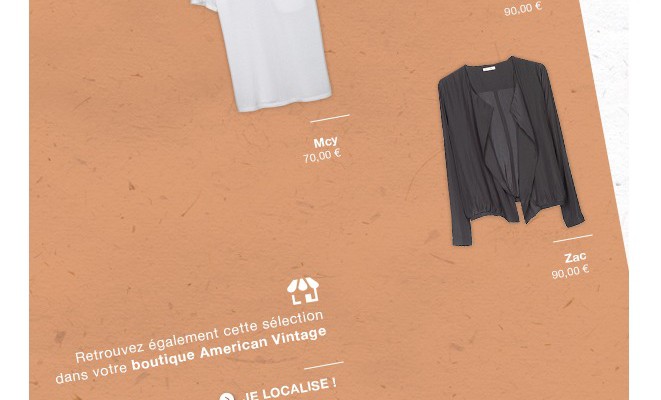 90,00 €
Mcy
70,00 €
Zac
90,00 €
Retrouvez également cette sélection
dans votre boutique American Vintage
JE LOCALISE !